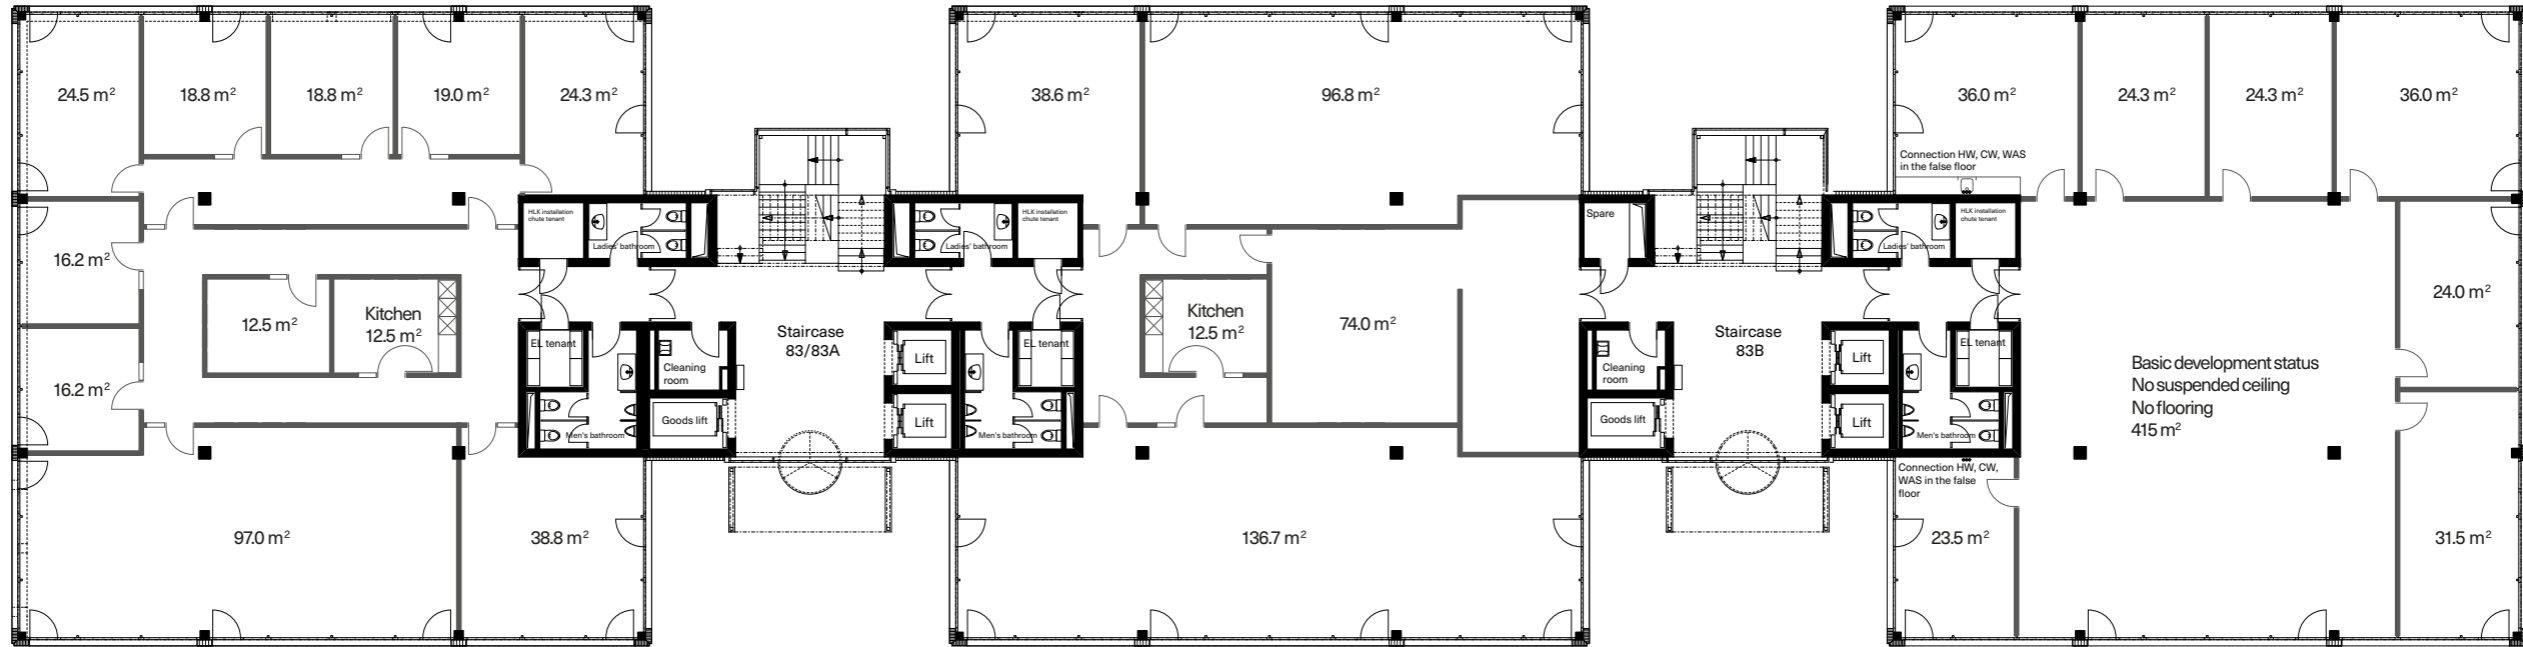 24.5 m²
18.8 m²
18.8 m²
19.0 m²
24.3 m²
38.6 m²
96.8 m²
36.0 m²
24.3 m²
24.3 m²
36.0 m²
Connection HW, CW, WAS
in the false floor
HLK installation
chute tenant
Ladies' bathroom
Ladies' bathroom
HLK installation
chute tenant
Spare
Ladies' bathroom
HLK installation
chute tenant
16.2 m²
12.5 m²
Kitchen
12.5 m²
16.2 m²
EL tenant
Cleaning
room
Goods lift
Men's bathroom
Staircase
83/83A
Lift
Lift
EL tenant
Men's bathroom
Kitchen
12.5 m²
74.0 m²
Cleaning
room
Goods lift
Staircase
83B
Lift
Lift
EL tenant
Men's bathroom
24.0 m²
Basic development status
No suspended ceiling
No flooring
415 m²
Connection HW, CW,
WAS in the false
floor
97.0 m²
38.8 m²
136.7 m²
23.5 m²
31.5 m²